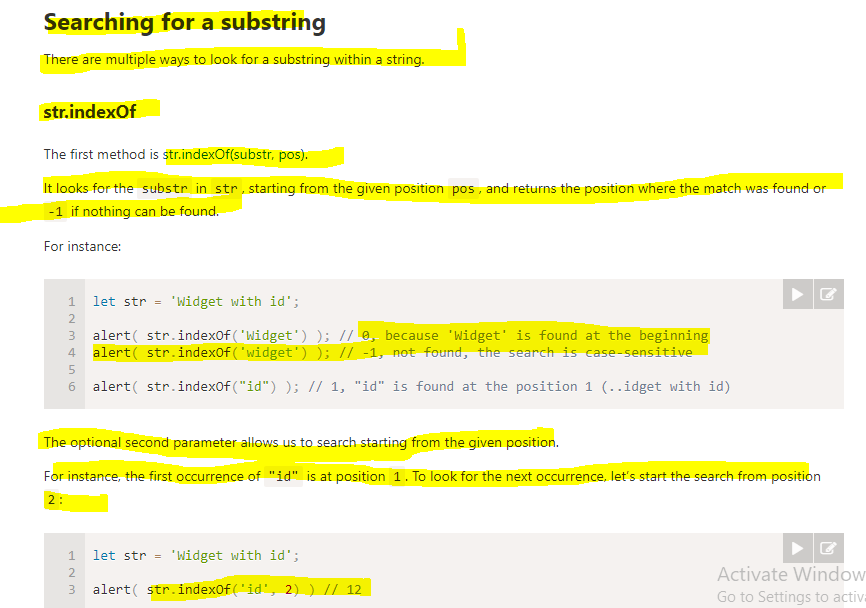 Searching for a substring
There are multiple ways to look for a substring within a string.
str.indexOf
The first method is str.indexOf(substr, pos).
It looks for the substr in str, starting from the given position pos, and returns the position where the match was found or
-1 if nothing can be found.
For instance:
1 let str = 'Widget with id';
2
3 alert( str.indexOf('Widget') ); // 0, because 'Widget' is found at the beginning
4 alert( str.indexOf('widget') ); // -1, not found, the search is case-sensitive
5
6 alert( str.indexOf("id") ); // 1, "id" is found at the position 1 (..idget with id)
The optional second parameter allows us to search starting from the given position.
For instance, the first occurrence of "id" is at position 1. To look for the next occurrence, let's start the search from position
2:
1 let str = 'Widget with id';
2
3 alert( str.indexOf('id', 2) ) // 12
Activate Window
Go to Settings to activ